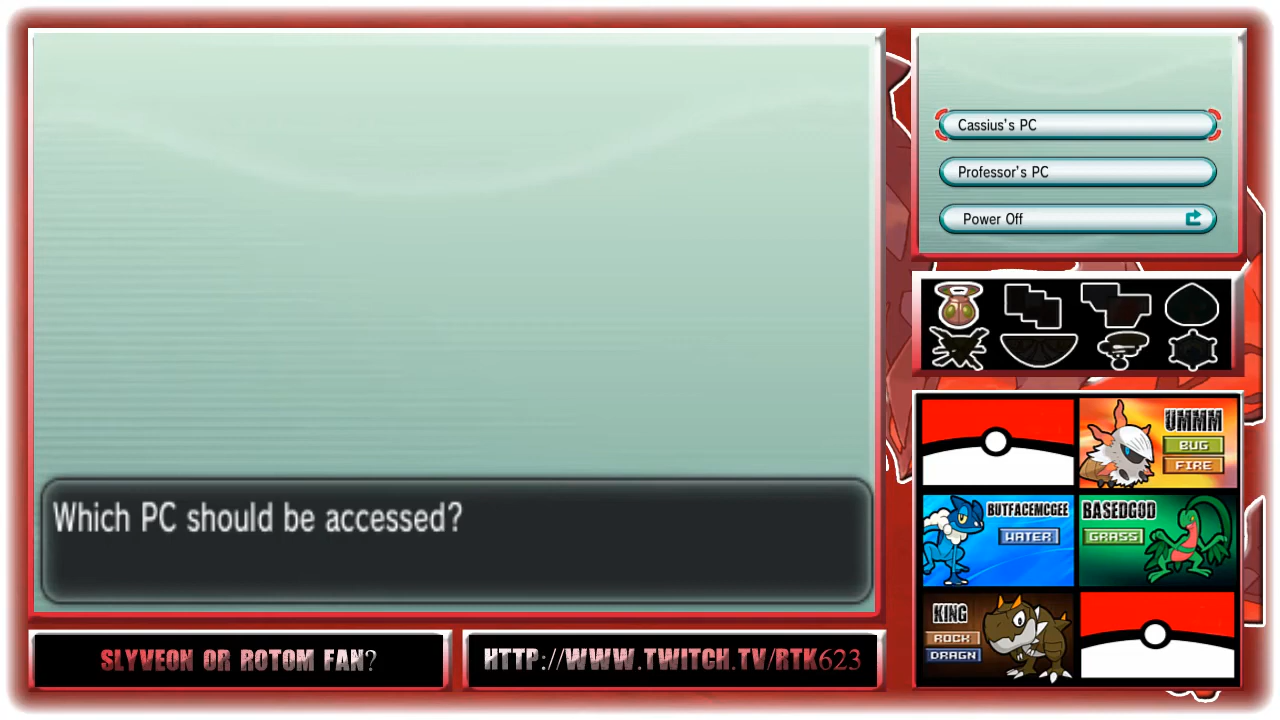 Cassius's PC
Professor's PC
Power Off
Which PC should be accessed?
UMMM
BUG
FIRE
BUTFACEMCGEE
WATER
BASEDGOD
GRASS
KING
ROCK
DRAGN
SLYVEON OR ROTOM FAN?
HTTP://WWW.TWITCH.TV/RTK623